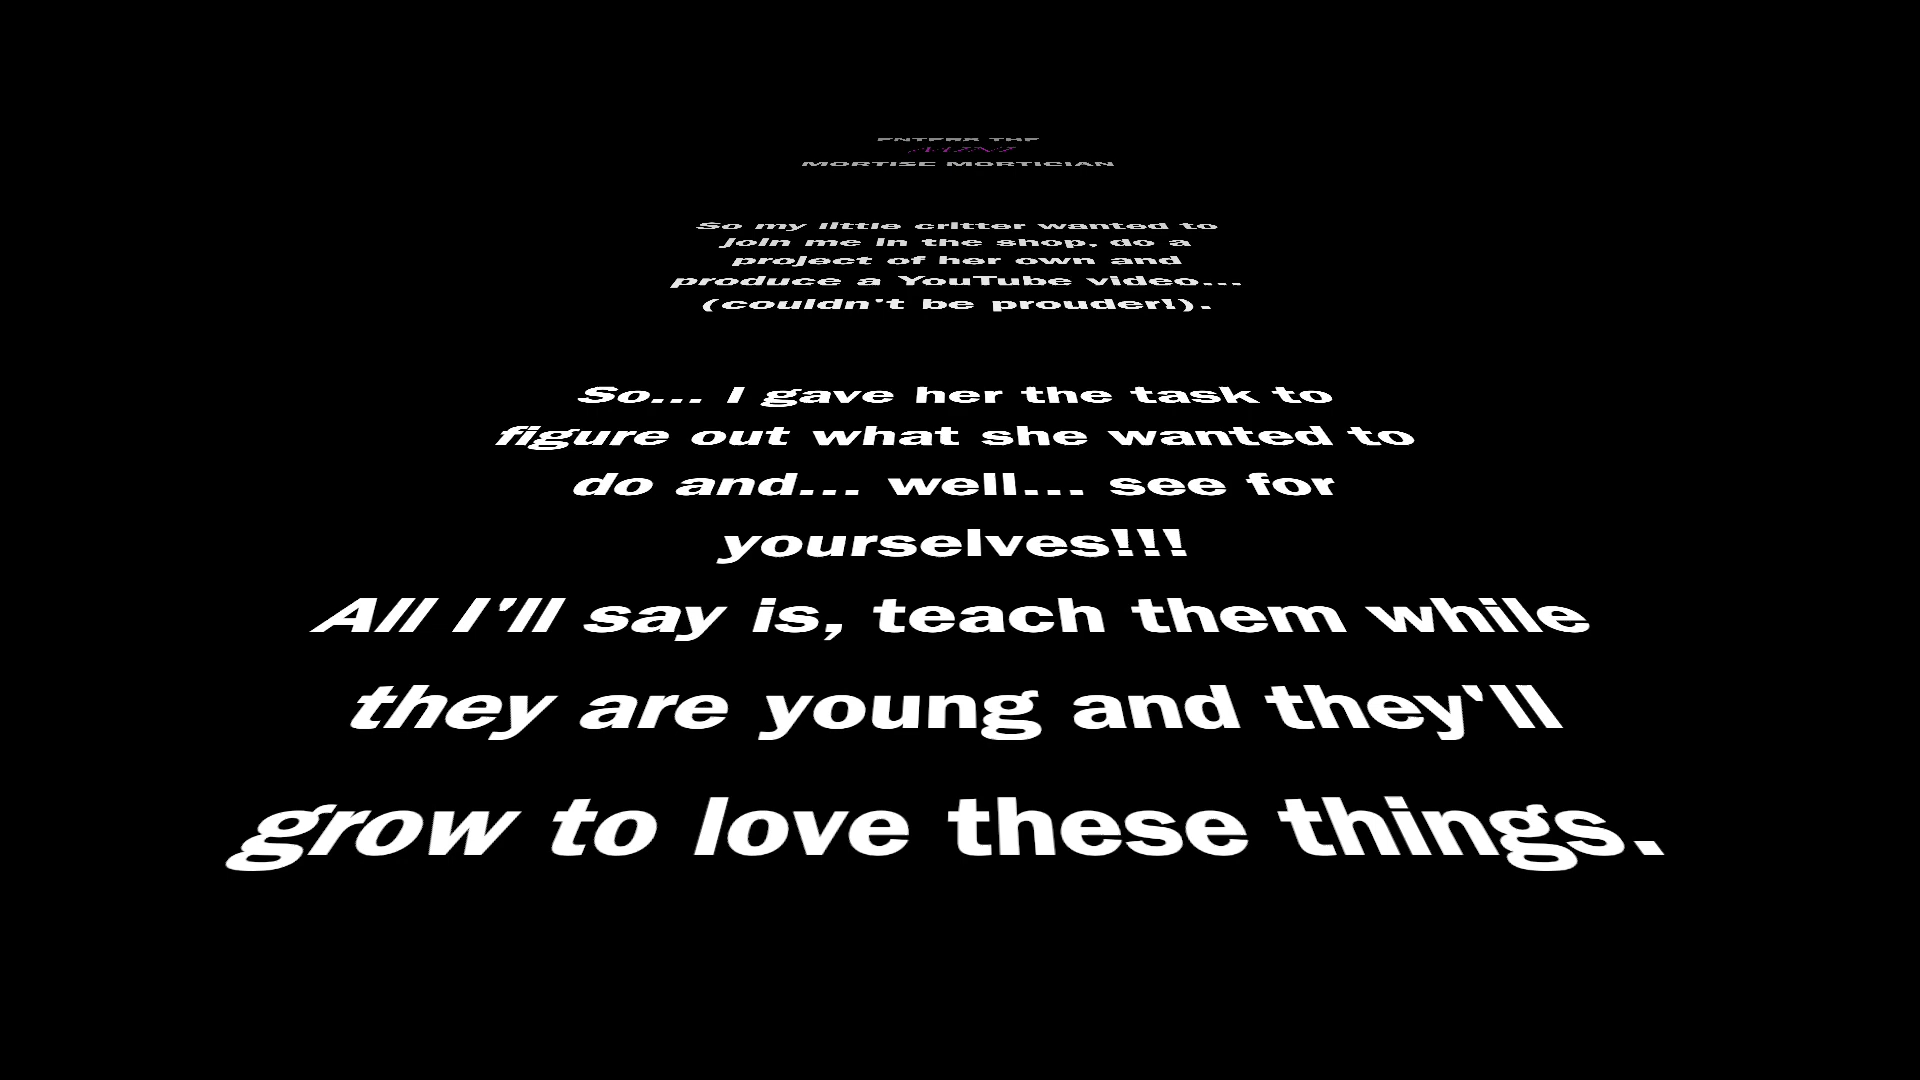 ENTERR THE
MINI
MORTISE MORTICIAN
So my little critter wanted to
join me in the shop, do a
project of her own and
produce a YouTube video...
(couldn't be prouder!).
So... I gave her the task to
figure out what she wanted to
do and... well... see for
yourselves!!!
All I'll say is, teach them while
they are young and they'll
grow to love these things.